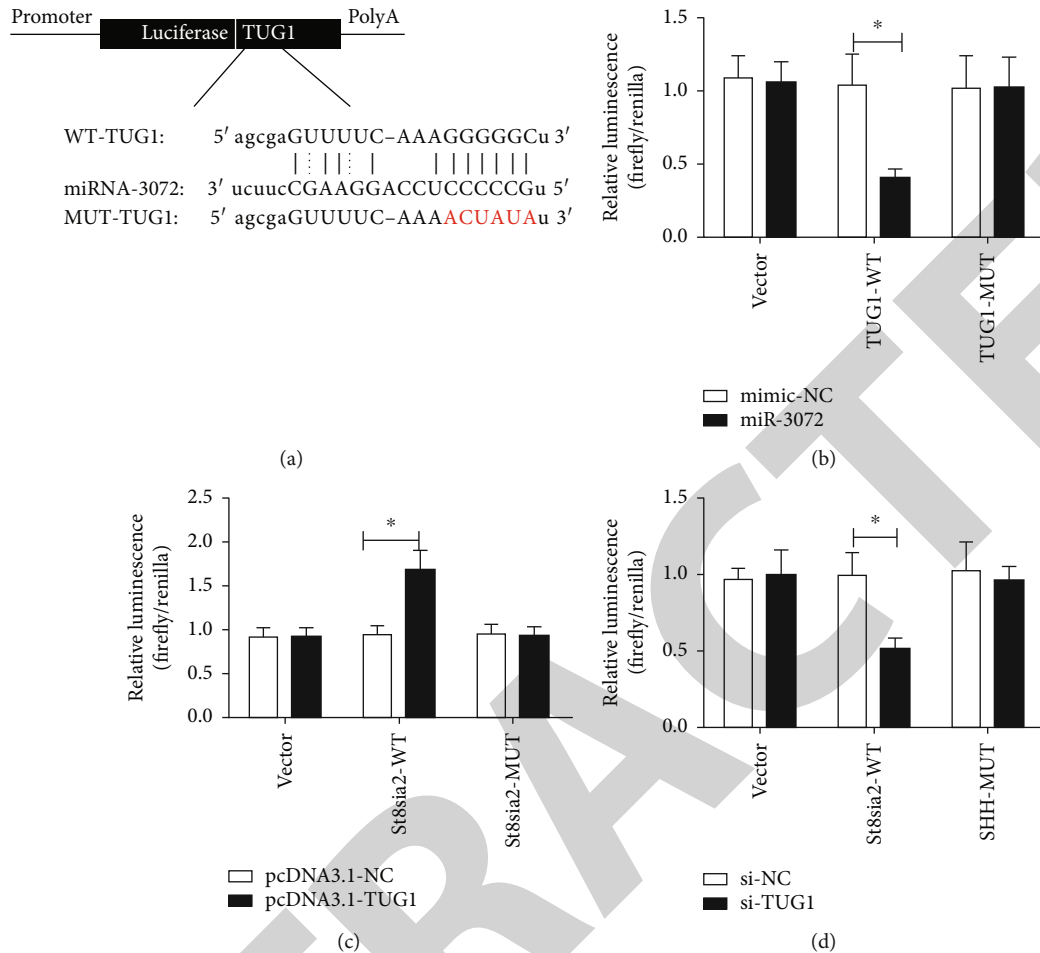 Promoter
PolyA
Luciferase TUG1
WT-TUG1: 5′ agcgaGUUUUC–AAAGGGGGCu 3′
miRNA-3072: 3′ ucuucCGAAGGACCUCCCCCGu 5′
MUT-TUG1: 5′ agcgaGUUUUC–AAAACUAUAu 3′
(a)
Relative luminescence
(firefly/renilla)
1.5
1.0
0.5
0.0
*
Vector
TUG1-WT
TUG1-MUT
mimic-NC
miR-3072
(b)
Relative luminescence
(firefly/renilla)
2.5
2.0
1.5
1.0
0.5
0.0
*
Vector
St8sia2-WT
St8sia2-MUT
pcDNA3.1-NC
pcDNA3.1-TUG1
(c)
Relative luminescence
(firefly/renilla)
1.5
1.0
0.5
0.0
*
Vector
St8sia2-WT
SHH-MUT
si-NC
si-TUG1
(d)
TRACTE